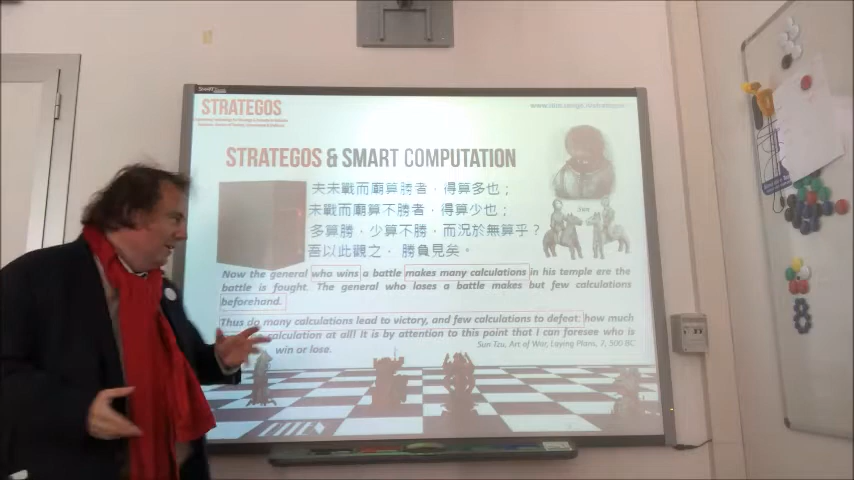 STRATEGOS
STRATEGOS & SMART COMPUTATION
夫未戰而廟算勝者，得算多也；
未戰而廟算不勝者，得算少也；
多算勝，少算不勝，而況於無算乎？
吾以此觀之，勝負見矣。
Now the general who wins a battle makes many calculations in his temple ere the
battle is fought. The general who loses a battle makes but few calculations
beforehand.
Thus do many calculations lead to victory, and few calculations to defeat: how much
calculation at all! It is by attention to this point that I can foresee who is
win or lose.
Sun Tzu, Art of War, Laying Plans, 7, 500 BC